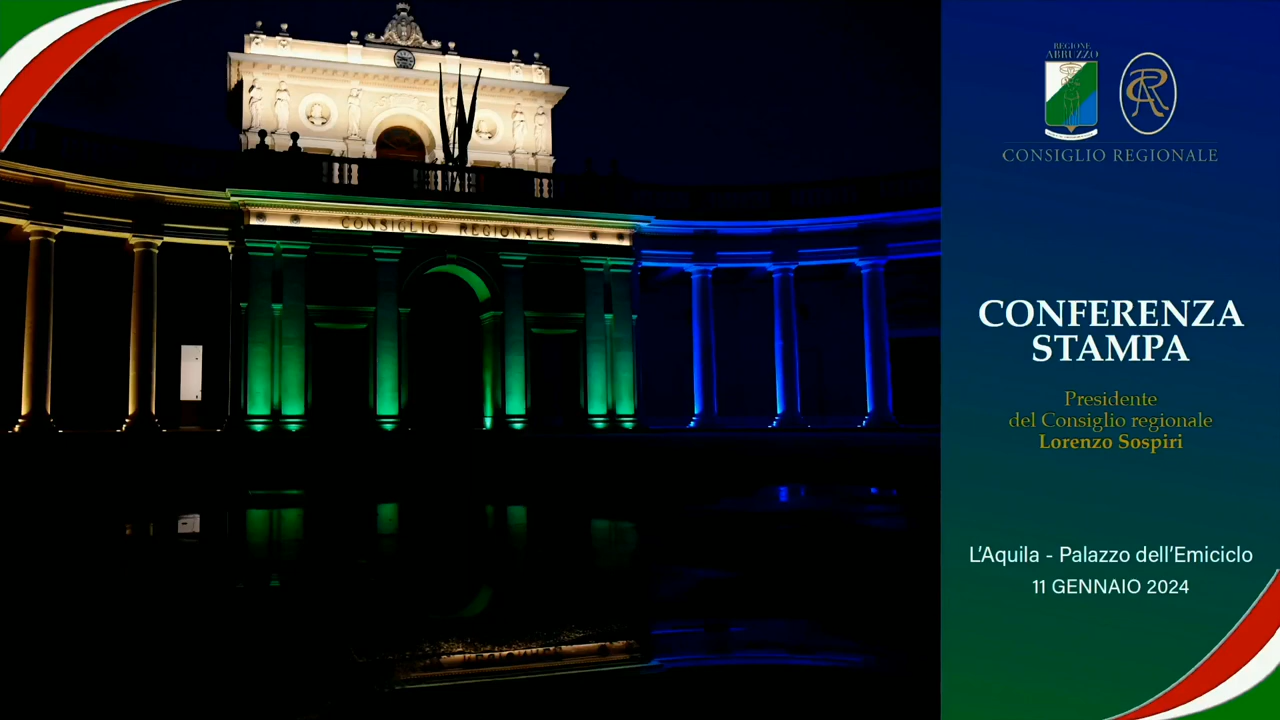 CONSIGLIO REGIONALE
REGIONE
ABRUZZO
CONSIGLIO REGIONALE
CONFERENZA
STAMPA
Presidente
del Consiglio regionale
Lorenzo Sospiri
L'Aquila - Palazzo dell'Emiciclo
11 GENNAIO 2024